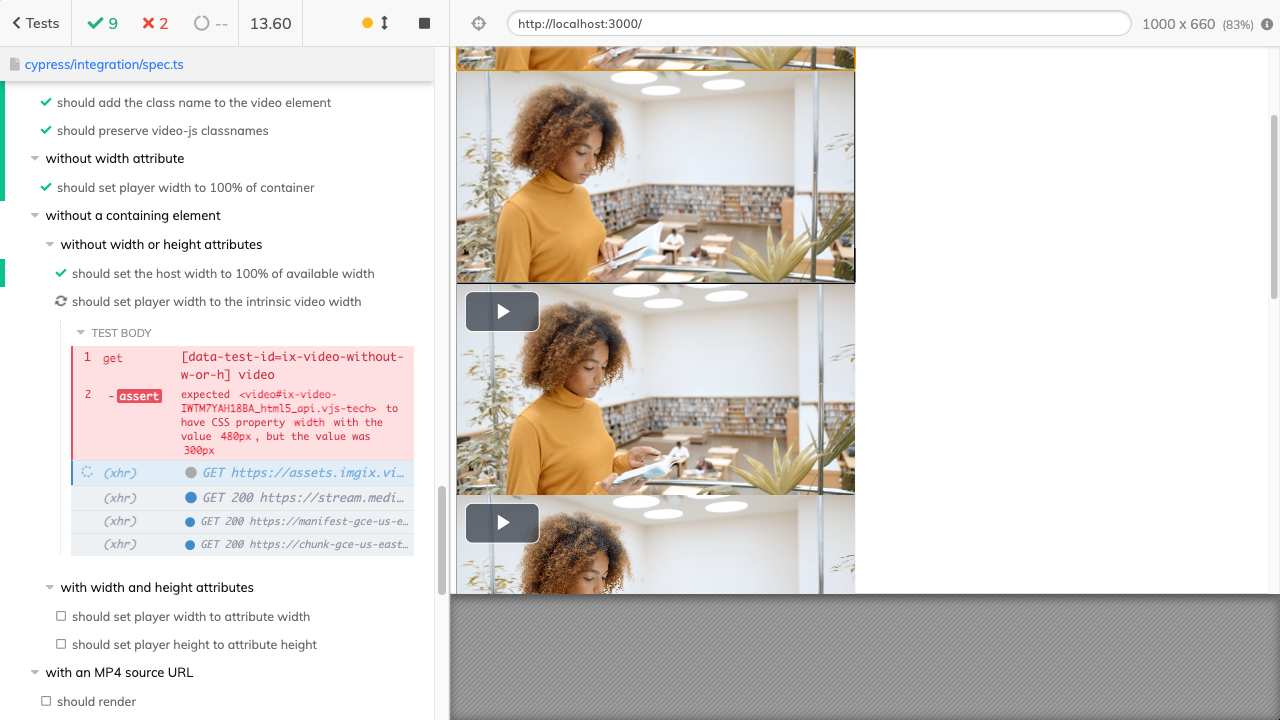 Tests
9
2
--
13.60
http://localhost:3000/
1000 x 660 (83%)
cypress/integration/spec.ts
should add the class name to the video element
should preserve video-js classnames
without width attribute
should set player width to 100% of container
without a containing element
without width or height attributes
should set the host width to 100% of available width
should set player width to the intrinsic video width
TEST BODY
1 get [data-test-id=ix-video-without-
w-or-h] video
2 -assert expected <video#ix-video-
IWTM7YAH18BA_html5_api.vjs-tech> to
have CSS property width with the
value 480px, but the value was
300px
(xhr) GET https://assets.imgix.vi…
(xhr) GET 200 https://stream.medi…
(xhr) GET 200 https://manifest-gce-us-e…
(xhr) GET 200 https://chunk-gce-us-east…
with width and height attributes
should set player width to attribute width
should set player height to attribute height
with an MP4 source URL
should render